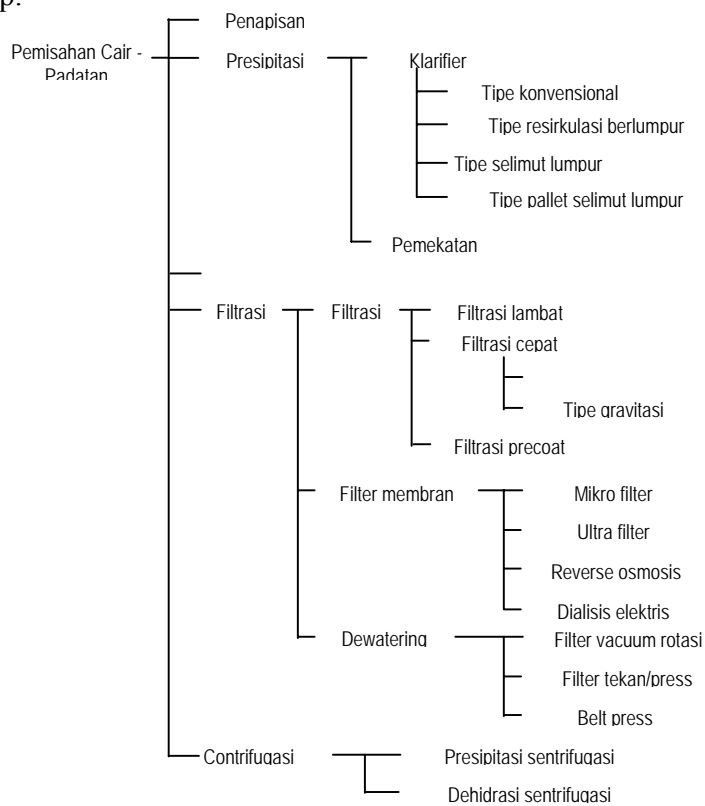 p.
Penapisan
Pemisahan Cair -
Padatan
Presipitasi
Klarifier
Tipe konvensional
Tipe resirkulasi berlumpur
Tipe selimut lumpur
Tipe pallet selimut lumpur
Pemekatan
Filtrasi
Filtrasi
Filtrasi lambat
Filtrasi cepat
Tipe gravitasi
Filtrasi precoat
Filter membran
Mikro filter
Ultra filter
Reverse osmosis
Dialisis elektris
Dewatering
Filter vacuum rotasi
Filter tekan/press
Belt press
Contrifugasi
Presipitasi sentrifugasi
Dehidrasi sentrifugasi